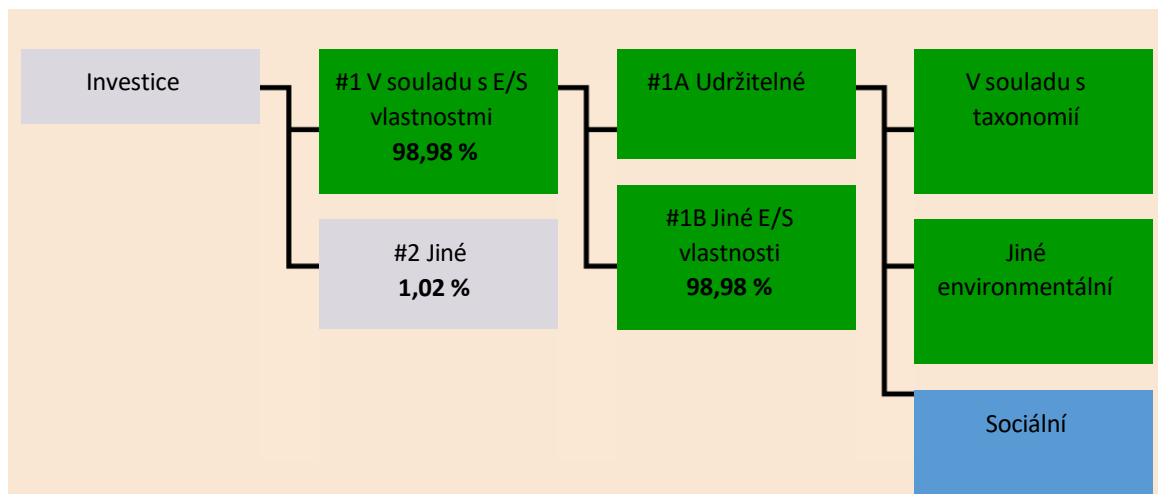 Investice
#1 V souladu s E/S
vlastnostmi
98,98 %
#2 Jiné
1,02 %
#1A Udržitelné
#1B Jiné E/S
vlastnosti
98,98 %
V souladu s
taxonomií
Jiné
environmentální
Sociální